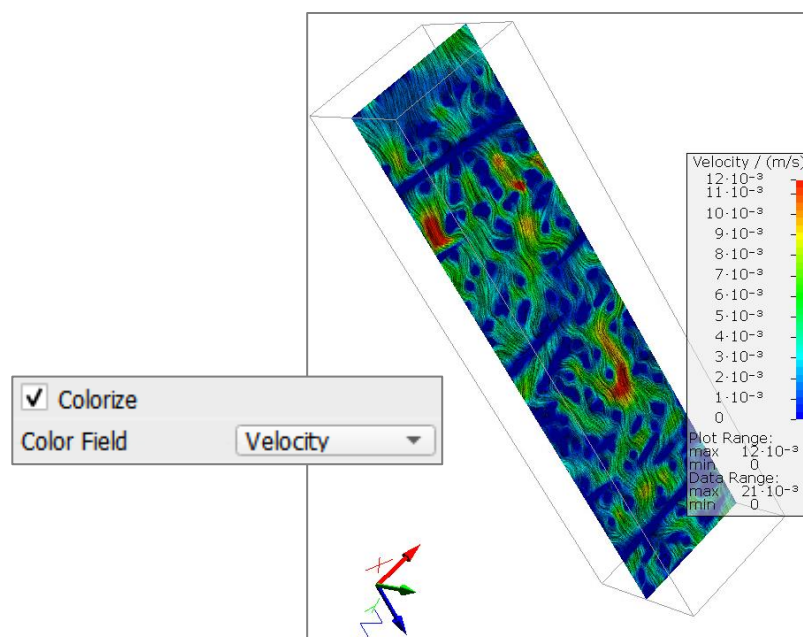 Velocity / (m/s)
12·10⁻³
11·10⁻³
10·10⁻³
9·10⁻³
8·10⁻³
7·10⁻³
6·10⁻³
5·10⁻³
4·10⁻³
3·10⁻³
2·10⁻³
1·10⁻³
0
Plot Range:
max 12·10⁻³
min 0
Data Range:
max 21·10⁻³
min 0
Colorize
Color Field Velocity
X
Y
Z